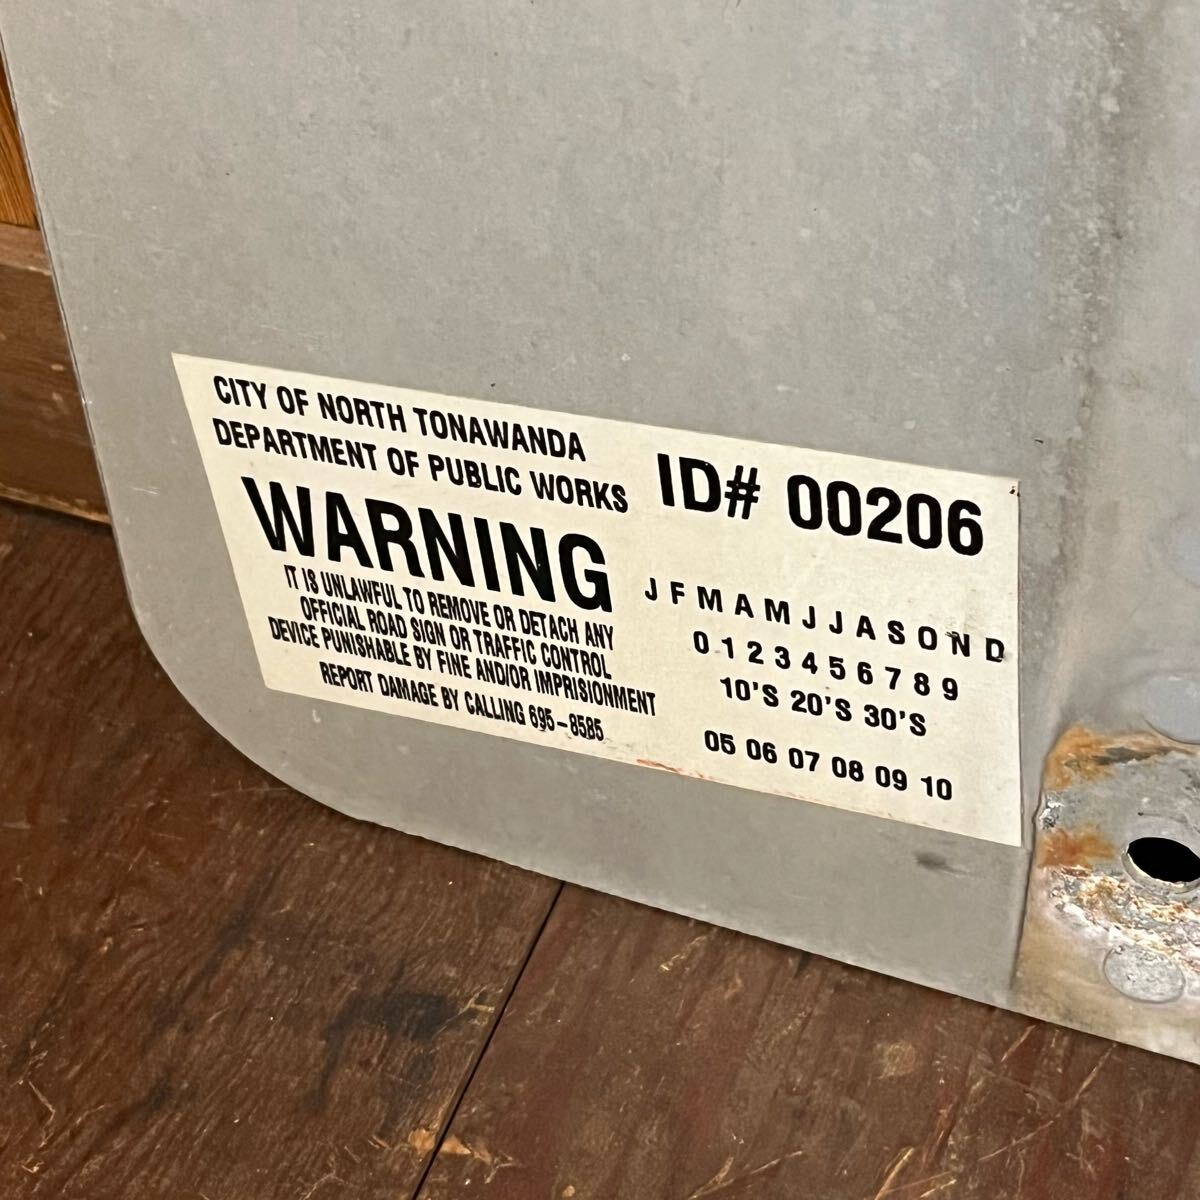 CITY OF NORTH TONAWANDA
DEPARTMENT OF PUBLIC WORKS
WARNING
IT IS UNLAWFUL TO REMOVE OR DETACH ANY
OFFICIAL ROAD SIGN OR TRAFFIC CONTROL
DEVICE PUNISHABLE BY FINE AND/OR IMPRISIONMENT
REPORT DAMAGE BY CALLING 695-8585
ID# 00206
J F M A M J J A S O N D
0 1 2 3 4 5 6 7 8 9
10'S 20'S 30'S
05 06 07 08 09 10